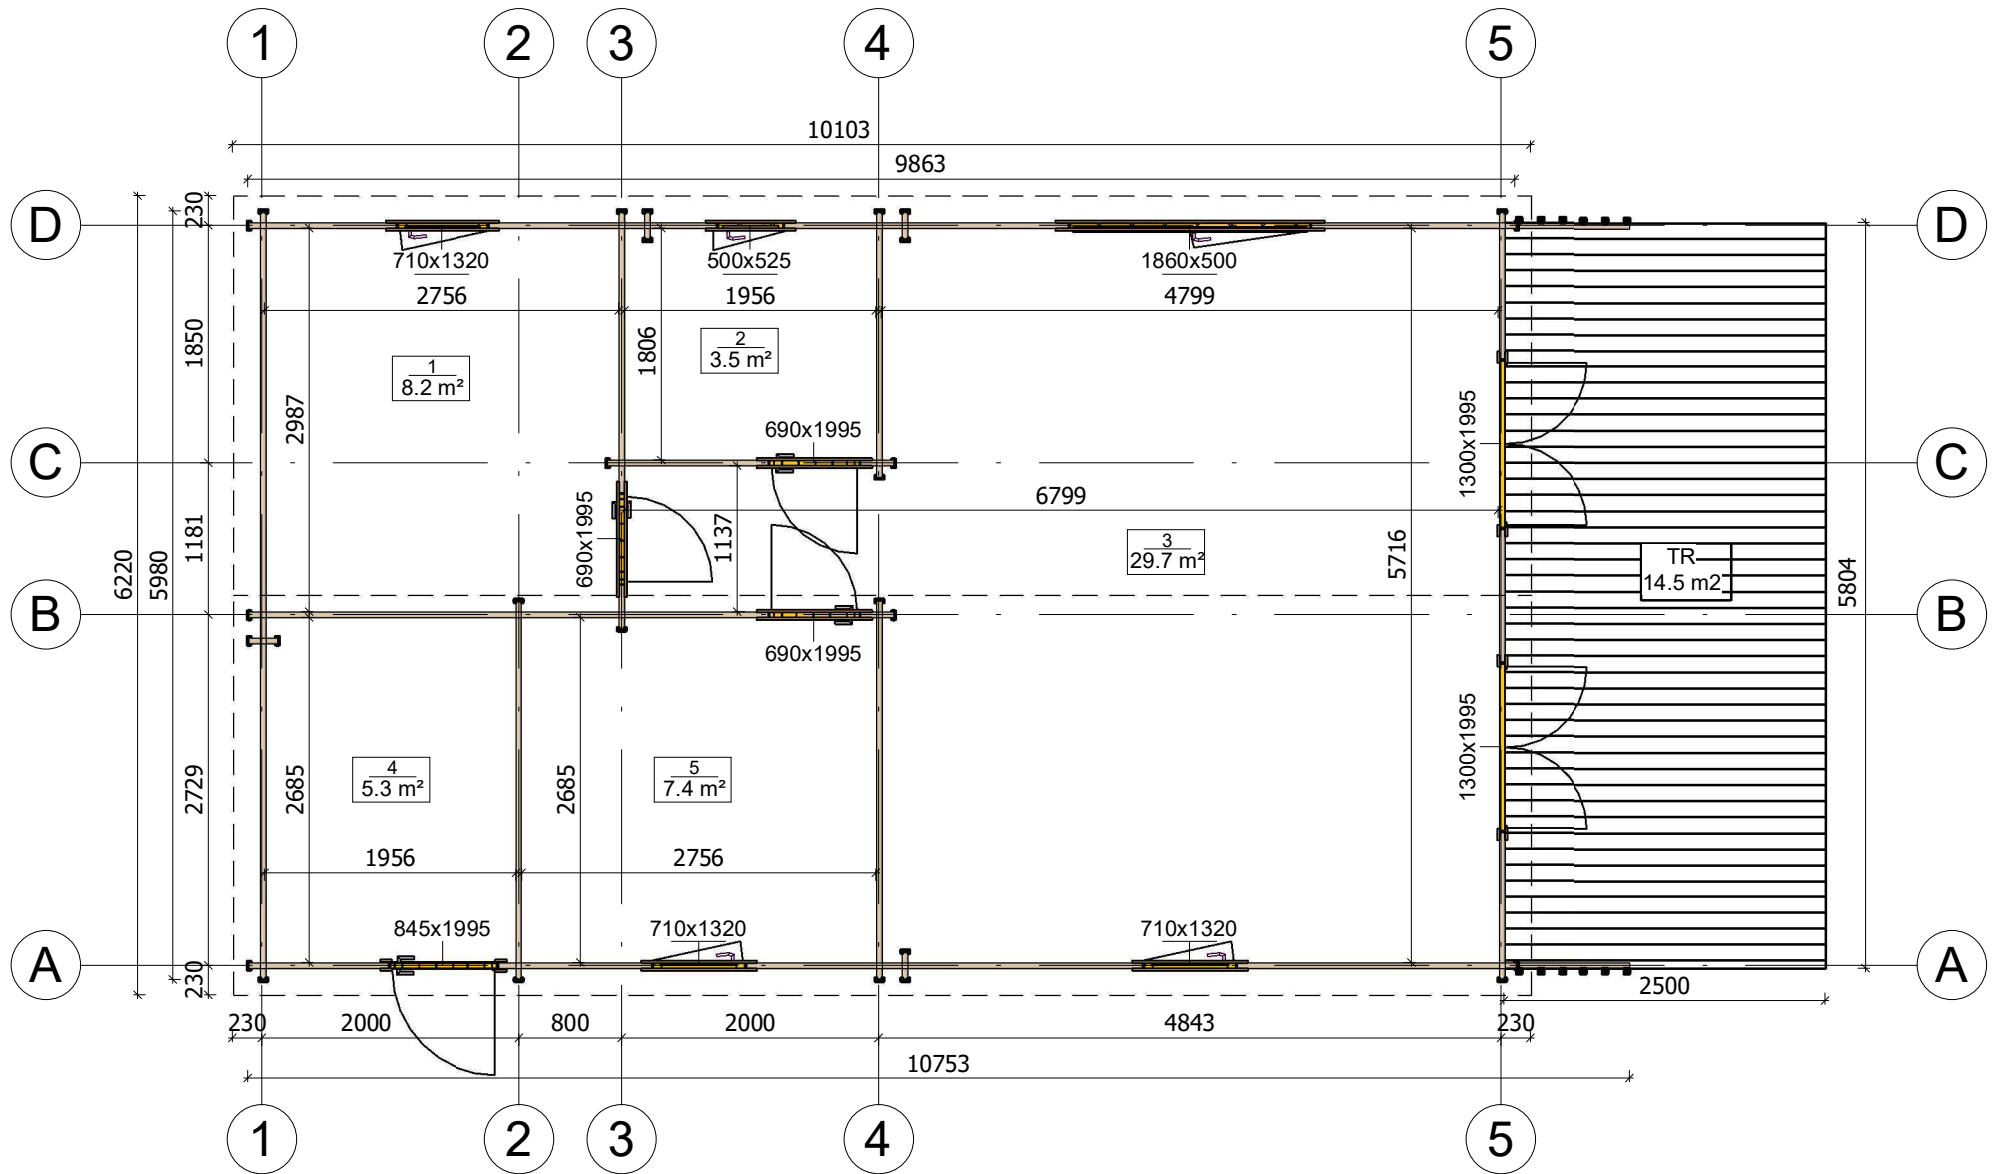 1
2
3
4
5
10103
9863
D
230
D
710x1320
500x525
1860x500
2756
1956
4799
1850
1806
2
3.5 m²
1
8.2 m²
2987
1300x1995
690x1995
C
C
6799
690x1995
1181
1137
3
29.7 m²
5716
TR
14.5 m2
6220
5980
5804
B
B
690x1995
1300x1995
2729
2685
4
5.3 m²
2685
5
7.4 m²
1956
2756
845x1995
710x1320
710x1320
A
230
A
2500
230
2000
800
2000
4843
230
10753
1
2
3
4
5